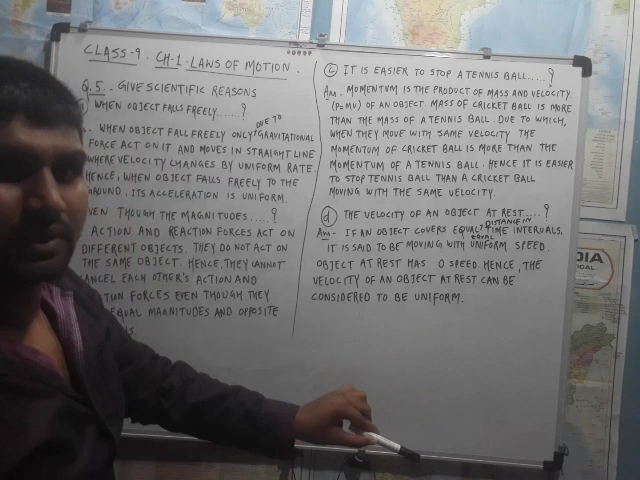 CLASS-9. CH-1. LAWS OF MOTION.
Q.5.. GIVE SCIENTIFIC REASONS
WHEN OBJECT FALLS FREELY......?
. WHEN OBJECT FALL FREELY ONLY DUE TO GRAVITATIONAL
FORCE ACT ON IT AND MOVES IN STRAIGHT LINE
WHERE VELOCITY CHANGES BY UNIFORM RATE
HENCE, WHEN OBJECT FALLS FREELY TO THE
GROUND. ITS ACCELERATION IS UNIFORM.
VEN THOUGH THE MAGNITUDES.....?
ACTION AND REACTION FORCES ACT ON
DIFFERENT OBJECTS. THEY DO NOT ACT ON
THE SAME OBJECT. HENCE, THEY CANNOT
ANCEL EACH OTHER'S ACTION AND
TION FORCES EVEN THOUGH THEY
EQUAL MAGNITUDES AND OPPOSITE
NS.
(c) IT IS EASIER TO STOP A TENNIS BALL.....?
Ans. MOMENTUM IS THE PRODUCT OF MASS AND VELOCITY
(P=MV) OF AN OBJECT. MASS OF CRICKET BALL IS MORE
THAN THE MASS OF A TENNIS BALL. DUE TO WHICH,
WHEN THEY MOVE WITH SAME VELOCITY THE
MOMENTUM OF CRICKET BALL IS MORE THAN THE
MOMENTUM OF A TENNIS BALL. HENCE IT IS EASIER
TO STOP TENNIS BALL THAN A CRICKET BALL
MOVING WITH THE SAME VELOCITY.
(d) THE VELOCITY OF AN OBJECT AT REST....?
Ans- IF AN OBJECT COVERS EQUAL DISTANCE IN EQUAL TIME INTERVALS,
IT IS SAID TO BE MOVING WITH UNIFORM SPEED.
OBJECT AT REST HAS 0 SPEED. HENCE, THE
VELOCITY OF AN OBJECT AT REST CAN BE
CONSIDERED TO BE UNIFORM.
DIA
ICAL